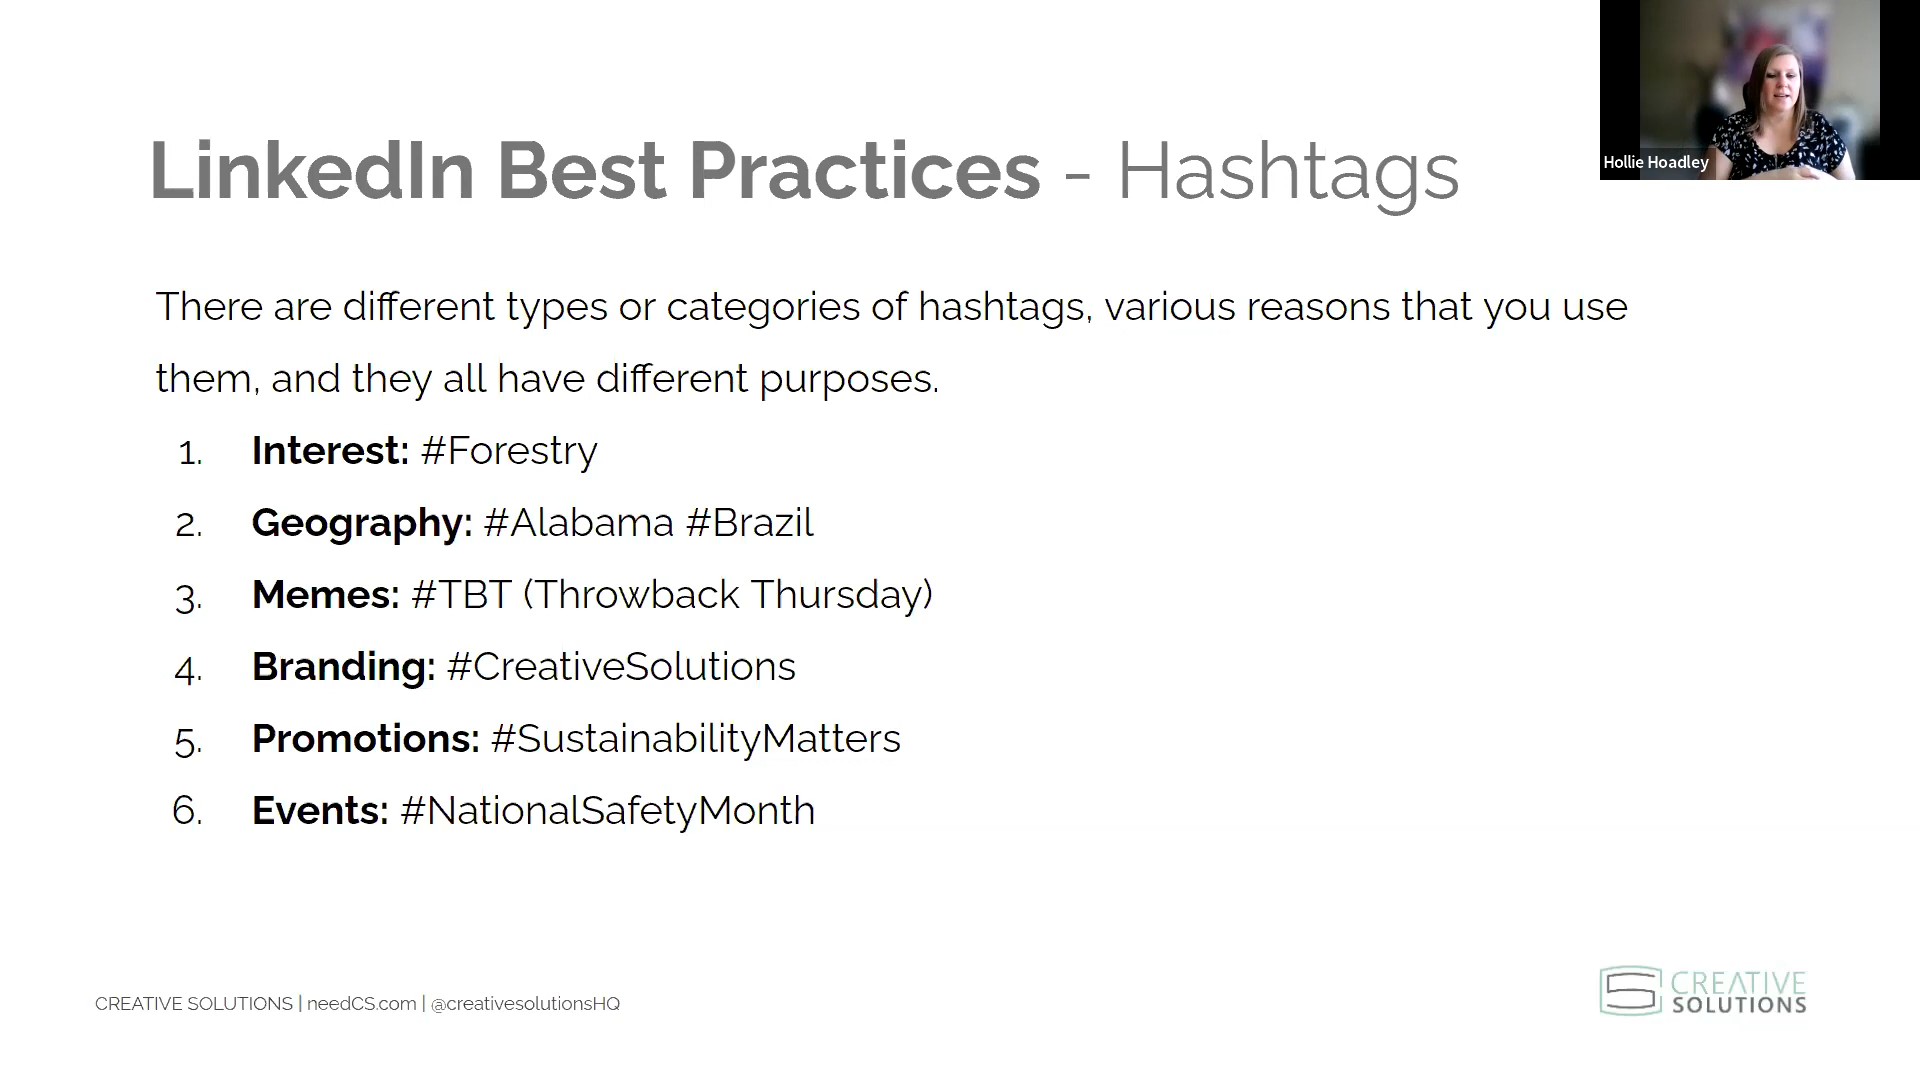 LinkedIn Best Practices - Hashtags
Hollie Hoadley
There are different types or categories of hashtags, various reasons that you use
them, and they all have different purposes.
1. Interest: #Forestry
2. Geography: #Alabama #Brazil
3. Memes: #TBT (Throwback Thursday)
4. Branding: #CreativeSolutions
5. Promotions: #SustainabilityMatters
6. Events: #NationalSafetyMonth
CREATIVE SOLUTIONS | needCS.com | @creativesolutionsHQ
CREATIVE
SOLUTIONS